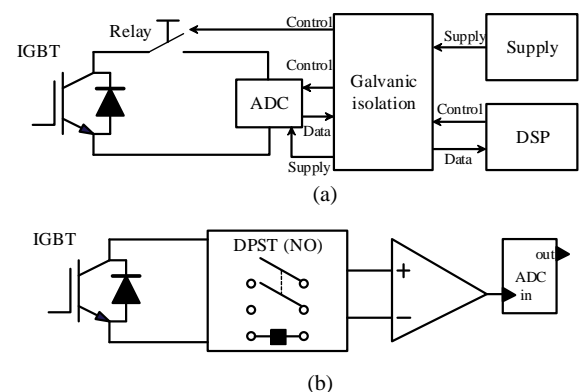 Relay
Control
IGBT
Control
Supply
Supply
ADC
Galvanic
isolation
Control
DSP
Data
Data
Supply
(a)
IGBT
DPST (NO)
+
−
out
ADC
in
(b)